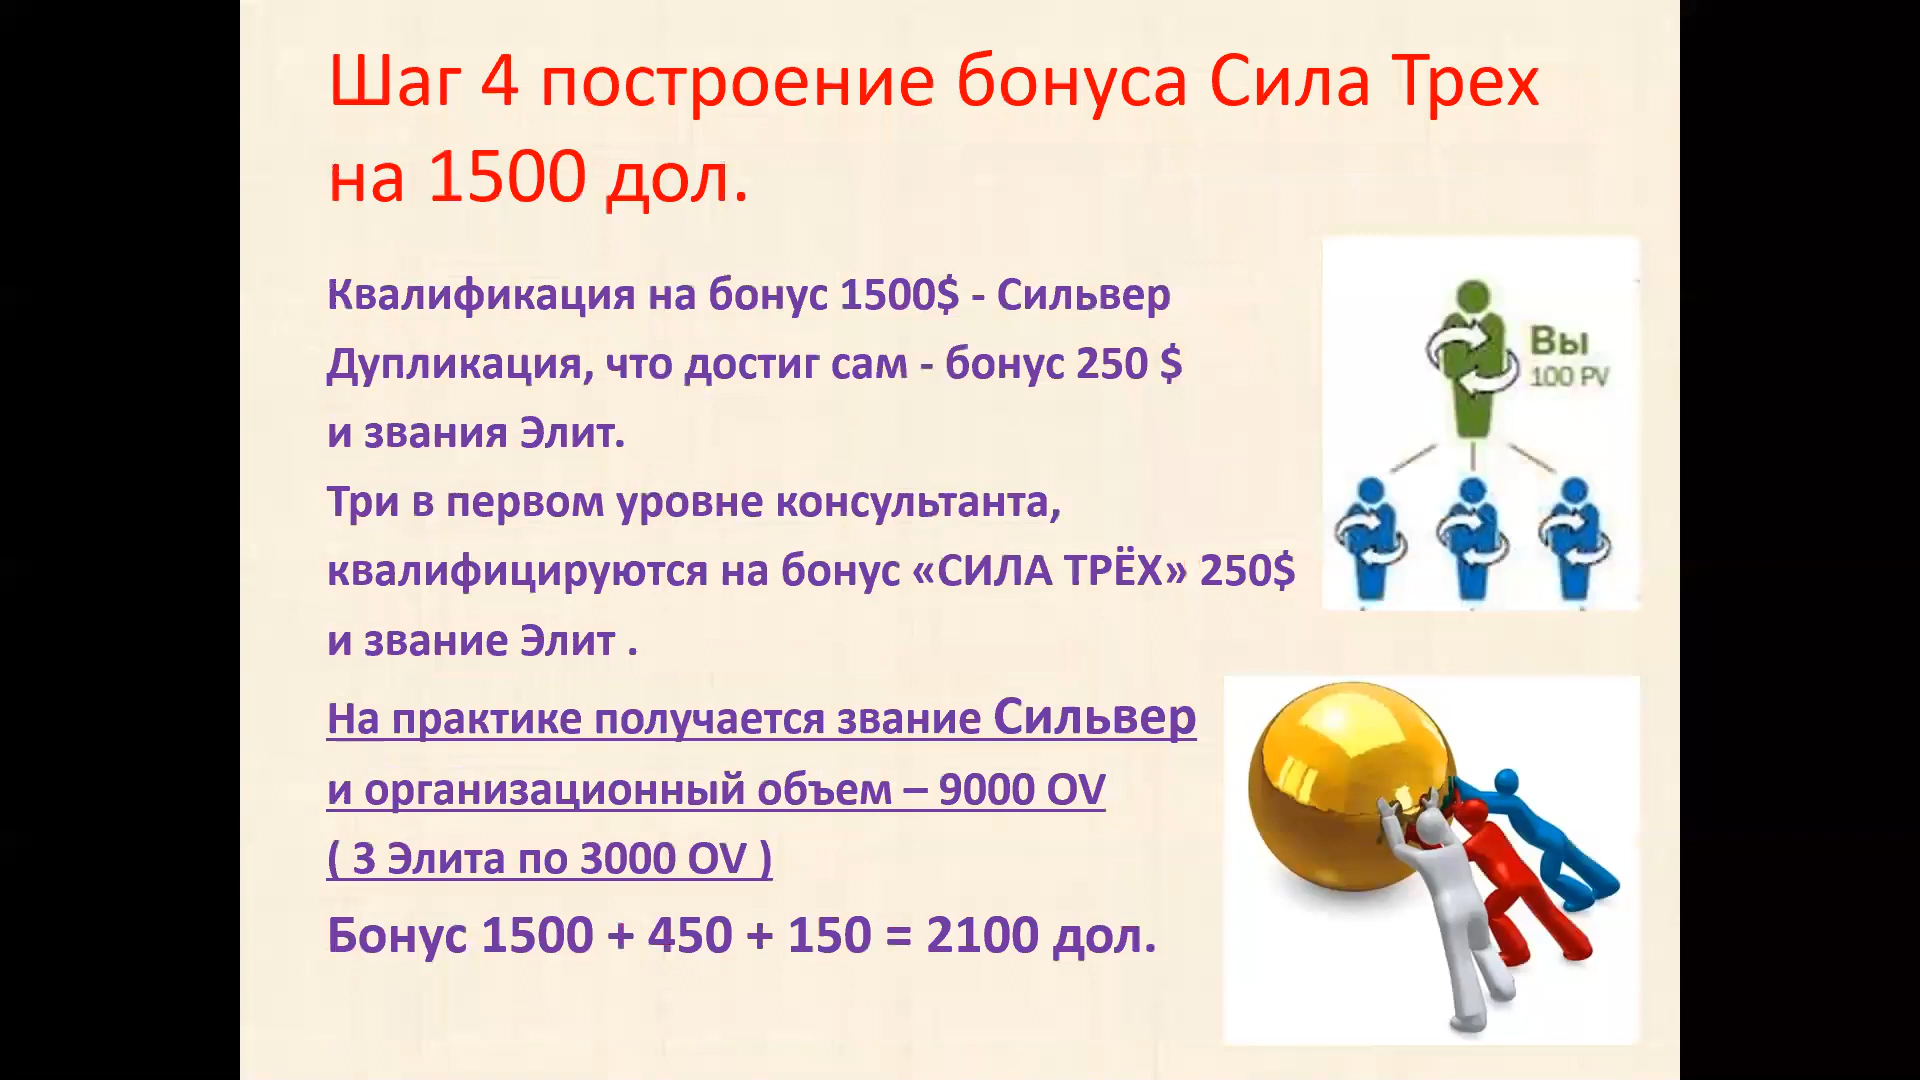 Шаг 4 построение бонуса Сила Трех
на 1500 дол.
Квалификация на бонус 1500$ - Сильвер
Дупликация, что достиг сам - бонус 250 $
и звания Элит.
Три в первом уровне консультанта,
квалифицируются на бонус «СИЛА ТРЁХ» 250$
и звание Элит .
На практике получается звание Сильвер
и организационный объем – 9000 OV
( 3 Элита по 3000 OV )
Бонус 1500 + 450 + 150 = 2100 дол.
Вы
100 PV